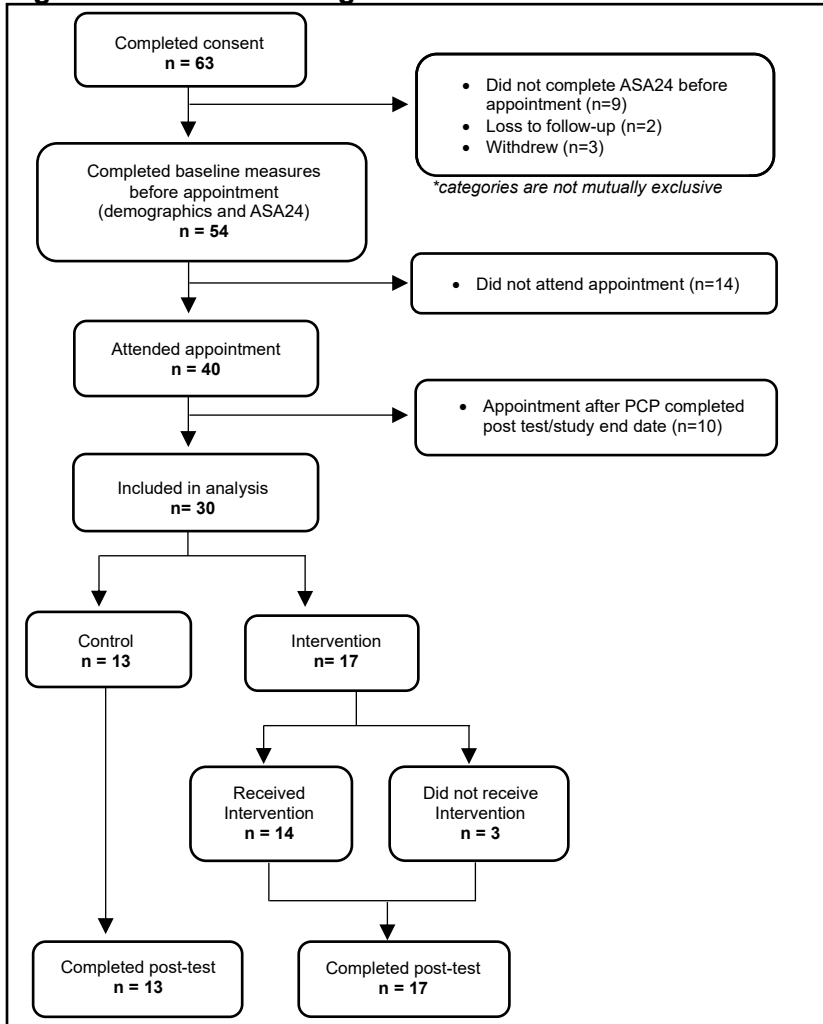 Completed consent
n = 63
• Did not complete ASA24 before
appointment (n=9)
• Loss to follow-up (n=2)
• Withdrew (n=3)
*categories are not mutually exclusive
Completed baseline measures
before appointment
(demographics and ASA24)
n = 54
• Did not attend appointment (n=14)
Attended appointment
n = 40
• Appointment after PCP completed
post test/study end date (n=10)
Included in analysis
n= 30
Control
n = 13
Intervention
n= 17
Received
Intervention
n = 14
Did not receive
Intervention
n = 3
Completed post-test
n = 13
Completed post-test
n = 17